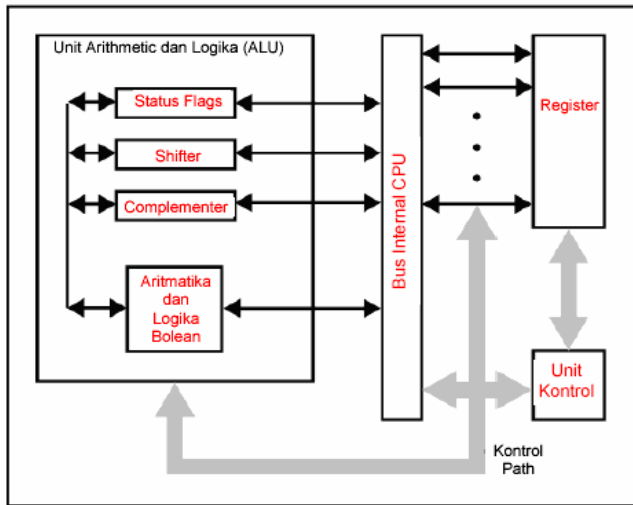 Unit Arithmetic dan Logika (ALU)
Status Flags
Shifter
Complementer
Aritmatika
dan
Logika
Bolean
Bus Internal CPU
Register
Unit
Kontrol
Kontrol
Path